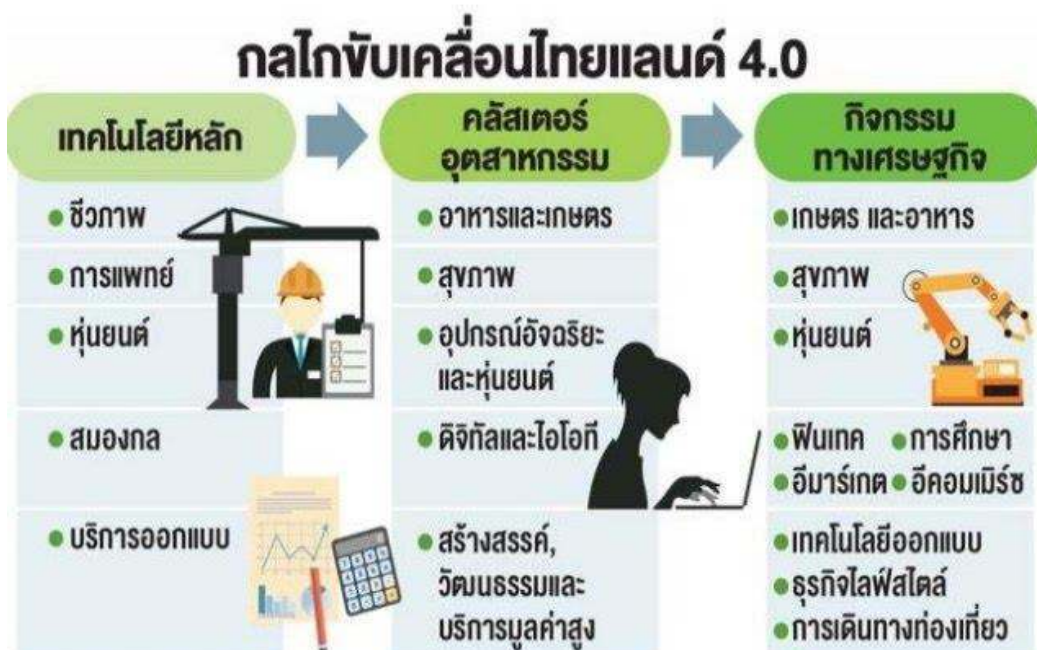 กลไกขับเคลื่อนไทยแลนด์ 4.0
เทคโนโลยีหลัก
ชีวภาพ
การแพทย์
หุ่นยนต์
สมองกล
บริการออกแบบ
คลัสเตอร์
อุตสาหกรรม
อาหารและเกษตร
สุขภาพ
อุปกรณ์อัจฉริยะ
และหุ่นยนต์
ดิจิทัลและไอโอที
สร้างสรรค์,
วัฒนธรรมและ
บริการมูลค่าสูง
กิจกรรม
ทางเศรษฐกิจ
เกษตร และอาหาร
สุขภาพ
หุ่นยนต์
ฟินเทค การศึกษา
อีมาร์เกต อีคอมเมิร์ซ
เทคโนโลยีออกแบบ
ธุรกิจไลฟ์สไตล์
การเดินทางท่องเที่ยว